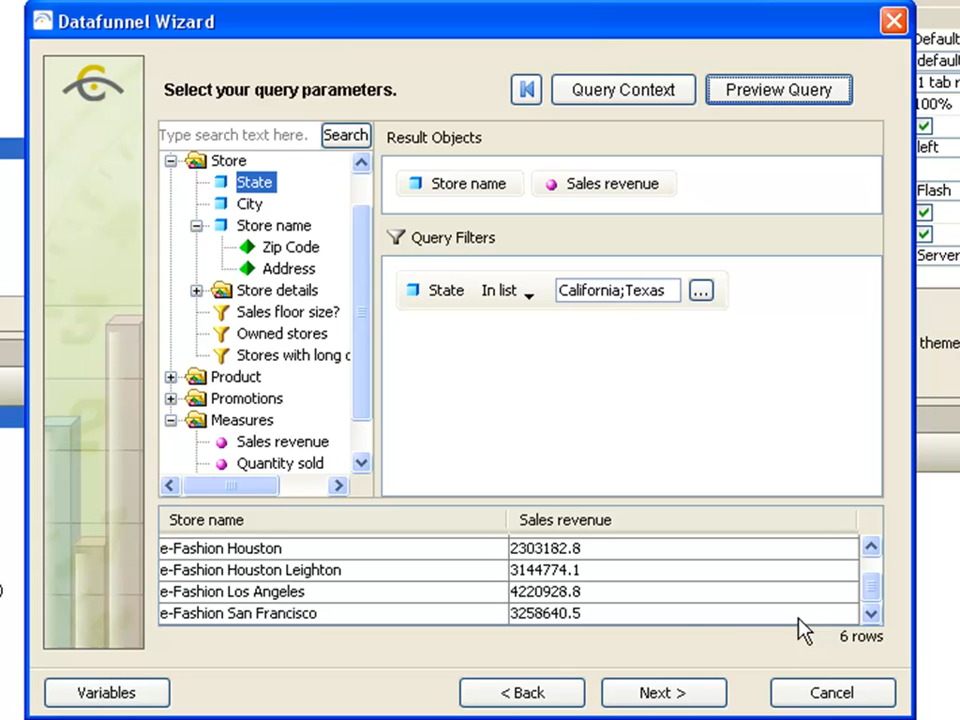 Datafunnel Wizard
Select your query parameters.
Query Context
Preview Query
Type search text here.
Search
Store
State
City
Store name
Zip Code
Address
Store details
Sales floor size?
Owned stores
Stores with long
Product
Promotions
Measures
Sales revenue
Quantity sold
Result Objects
Store name
Sales revenue
Query Filters
State In list California;Texas ...
Store name Sales revenue
e-Fashion Houston 2303182.8
e-Fashion Houston Leighton 3144774.1
e-Fashion Los Angeles 4220928.8
e-Fashion San Francisco 3258640.5
6 rows
Variables
< Back
Next >
Cancel
Default
default
1 tab
100%
left
Flash
Server
theme